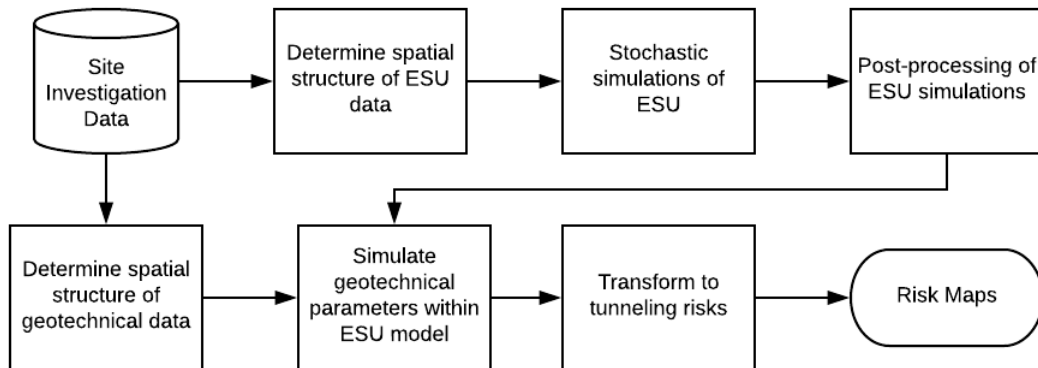 Site
Investigation
Data
Determine spatial
structure of ESU
data
Stochastic
simulations of
ESU
Post-processing of
ESU simulations
Determine spatial
structure of
geotechnical data
Simulate
geotechnical
parameters within
ESU model
Transform to
tunneling risks
Risk Maps